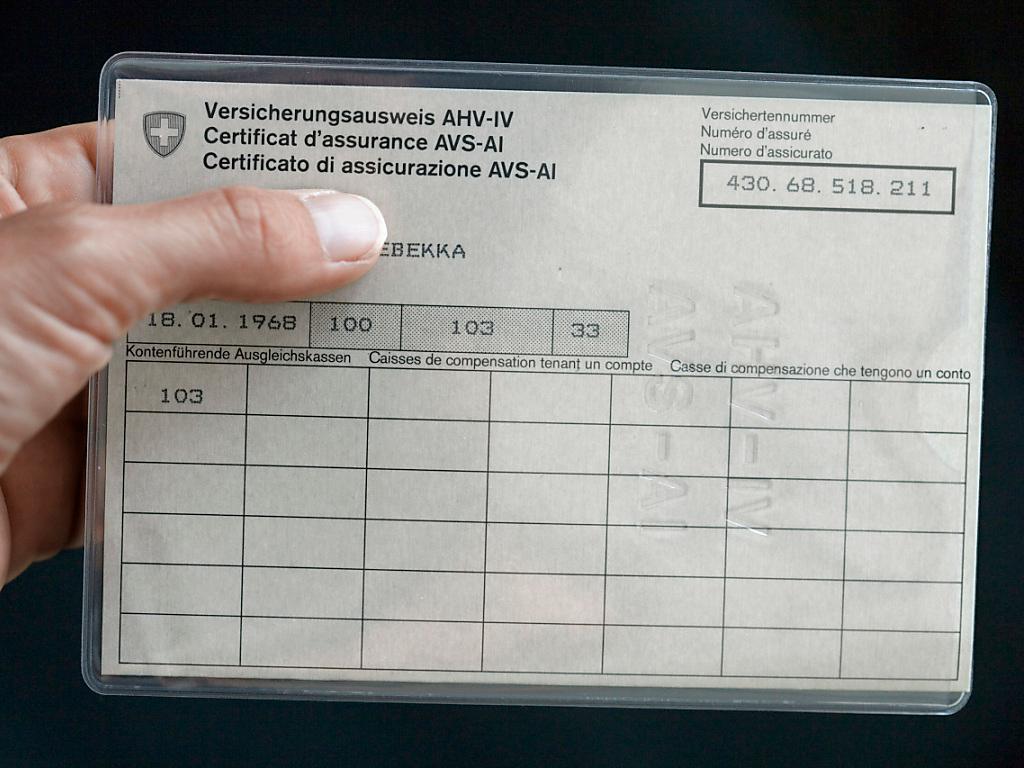 Versicherungsausweis AHV-IV
Certificat d'assurance AVS-AI
Certificato di assicurazione AVS-AI
Versichertennummer
Numéro d'assuré
Numero d'assicurato
430. 68. 518. 211
EBEKKA
18. 01. 1968 100 103 33
Kontenführende Ausgleichskassen Caisses de compensation tenant un compte Casse di compensazione che tengono un conto
103
AHV-IV
AVS-AI